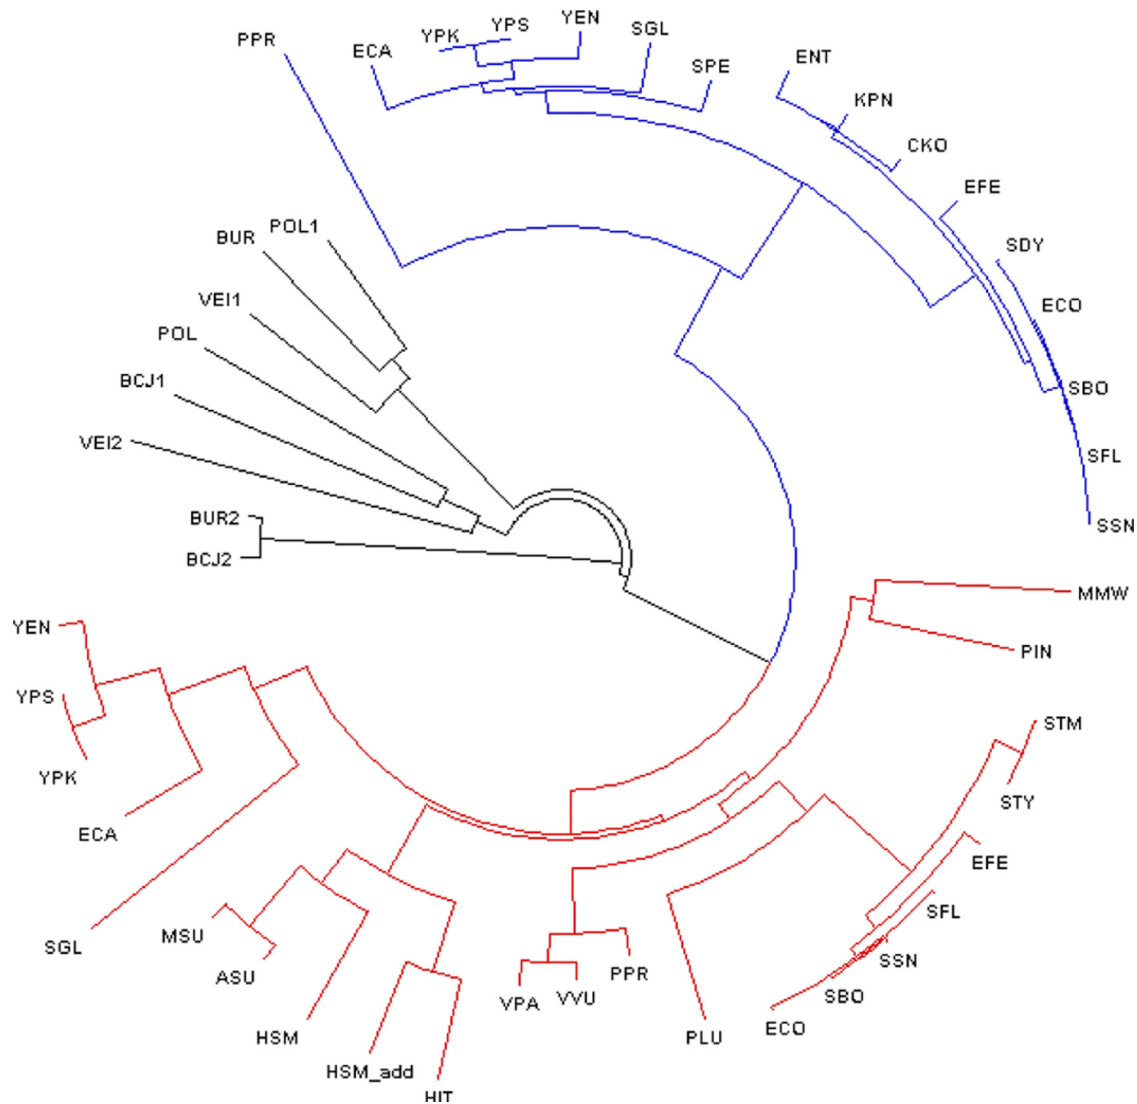 PPR
ECA
YPK
YPS
YEN
SGL
SPE
ENT
KPN
CKO
EFE
SDY
ECO
SBO
SFL
SSN
POL1
BUR
VEI1
POL
BCJ1
VEI2
BUR2
BCJ2
MMW
PIN
STM
STY
EFE
SFL
SSN
SBO
ECO
PLU
PPR
VVU
VPA
HIT
HSM_add
HSM
ASU
MSU
SGL
ECA
YPK
YPS
YEN